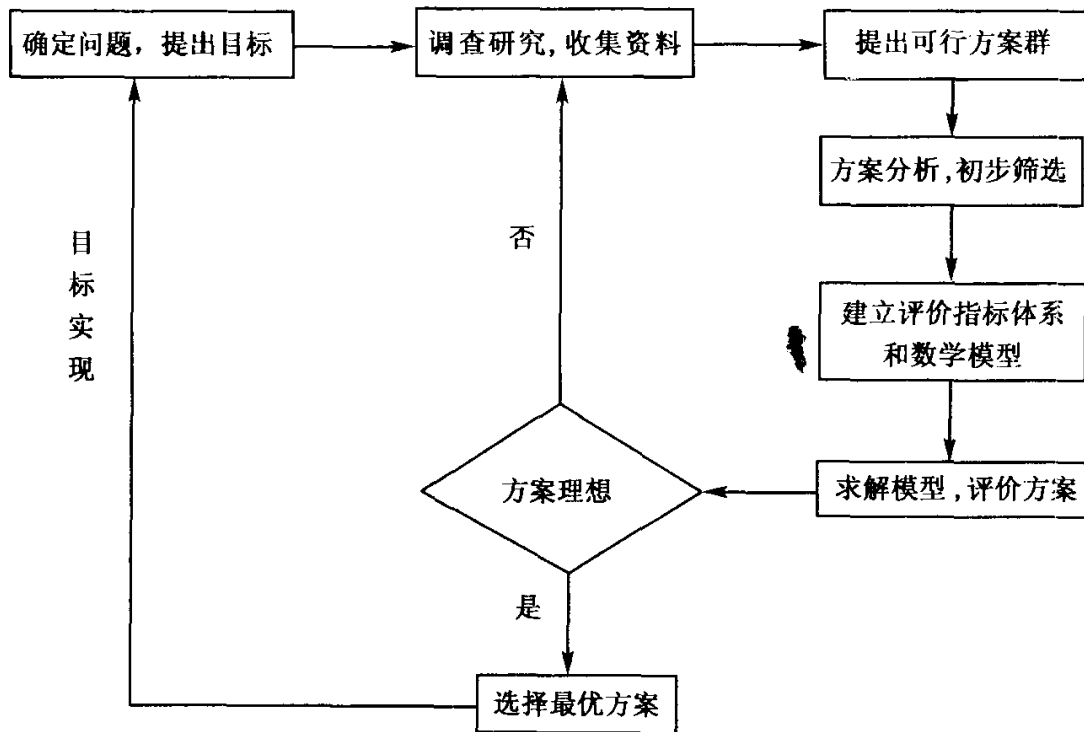 确定问题，提出目标
调查研究，收集资料
提出可行方案群
方案分析，初步筛选
建立评价指标体系
和数学模型
求解模型，评价方案
方案理想
否
是
选择最优方案
目标实现